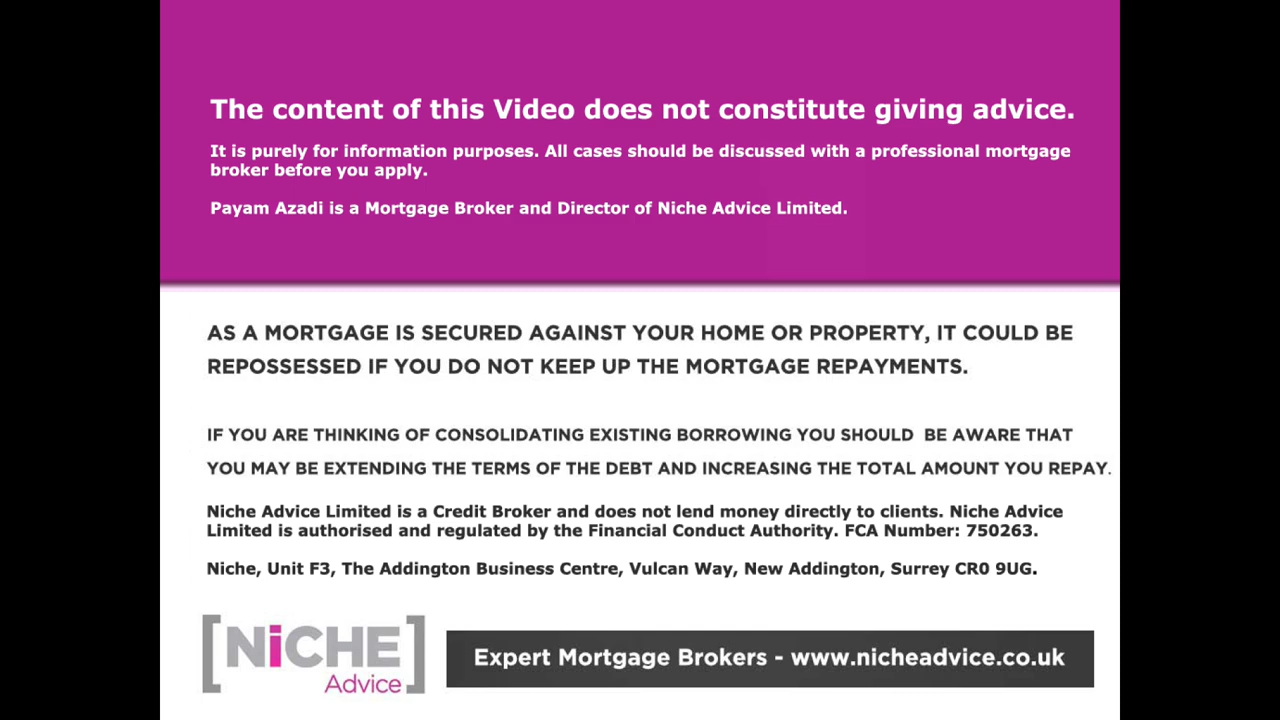 The content of this Video does not constitute giving advice.
It is purely for information purposes. All cases should be discussed with a professional mortgage
broker before you apply.
Payam Azadi is a Mortgage Broker and Director of Niche Advice Limited.
AS A MORTGAGE IS SECURED AGAINST YOUR HOME OR PROPERTY, IT COULD BE
REPOSSESSED IF YOU DO NOT KEEP UP THE MORTGAGE REPAYMENTS.
IF YOU ARE THINKING OF CONSOLIDATING EXISTING BORROWING YOU SHOULD BE AWARE THAT
YOU MAY BE EXTENDING THE TERMS OF THE DEBT AND INCREASING THE TOTAL AMOUNT YOU REPAY.
Niche Advice Limited is a Credit Broker and does not lend money directly to clients. Niche Advice
Limited is authorised and regulated by the Financial Conduct Authority. FCA Number: 750263.
Niche, Unit F3, The Addington Business Centre, Vulcan Way, New Addington, Surrey CR0 9UG.
[NiCHE
Advice]
Expert Mortgage Brokers - www.nicheadvice.co.uk